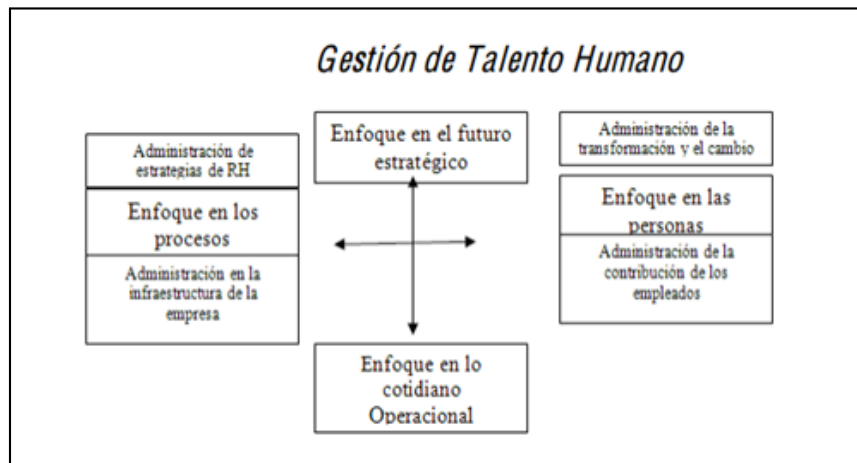 Gestión de Talento Humano
Enfoque en el futuro
estratégico
Administración de
estrategias de RH
Enfoque en los
procesos
Administración en la
infraestructura de la
empresa
Administración de la
transformación y el cambio
Enfoque en las
personas
Administración de la
contribución de los
empleados
Enfoque en lo
cotidiano
Operacional